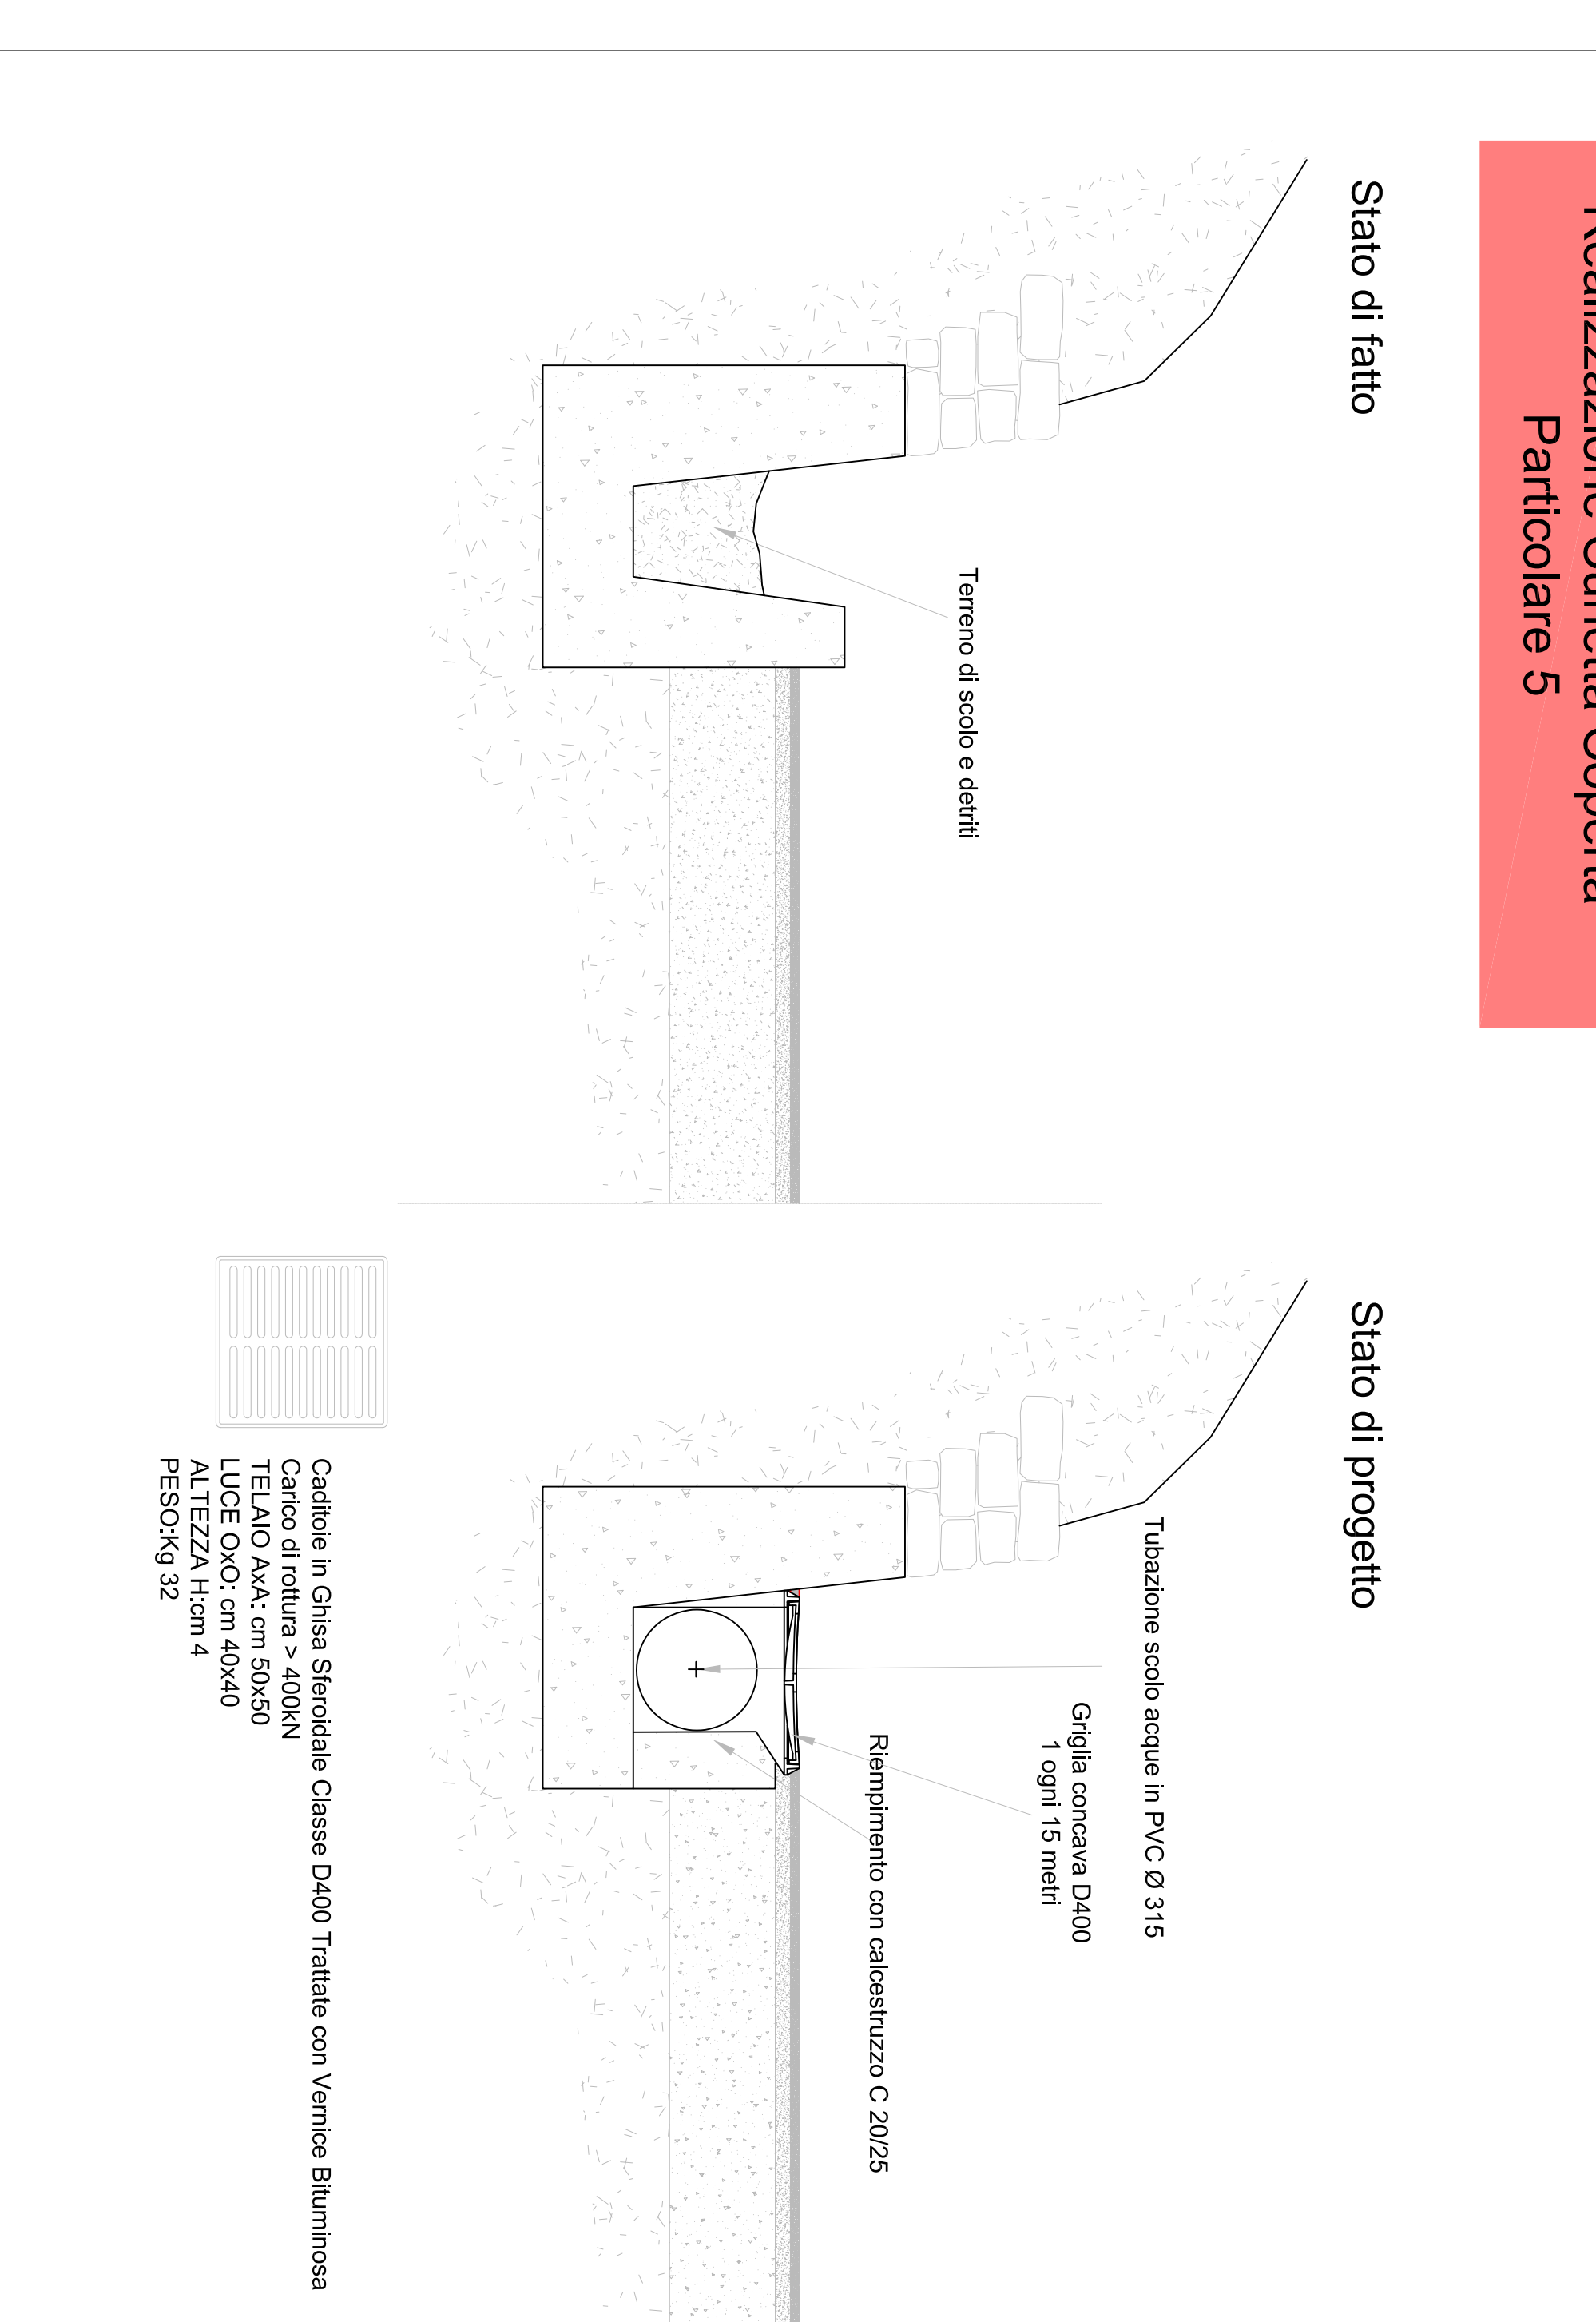 Realizzazione Cunetta Coperta
Particolare 5
Stato di fatto
Terreno di scolo e detriti
Stato di progetto
Tubazione scolo acque in PVC Ø 315
Griglia concava D400
1 ogni 15 metri
Riempimento con calcestruzzo C 20/25
Caditoie in Ghisa Sferoidale Classe D400 Trattate con Vernice Bituminosa
Carico di rottura > 400kN
TELAIO AxA: cm 50x50
LUCE OxO: cm 40x40
ALTEZZA H:cm 4
PESO:Kg 32